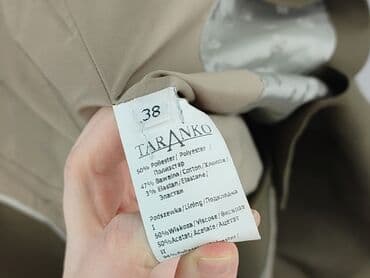 38
TARANKO
50% Poliester/Polyester/
Полиэстер
47% Bawełna/Cotton/Хлопок/
3% Elastan/Elastane/
Эластан
Podszewka/Lining/Подкладка
:
50%Wiskoza/Viscose/Вискоза
50%Acetat/Acetate/